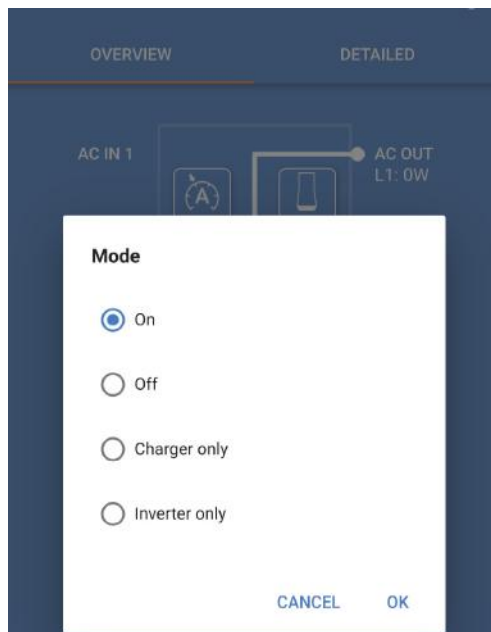 OVERVIEW DETAILED
AC IN 1
AC OUT
L1: 0W
A
Mode
On
Off
Charger only
Inverter only
CANCEL OK